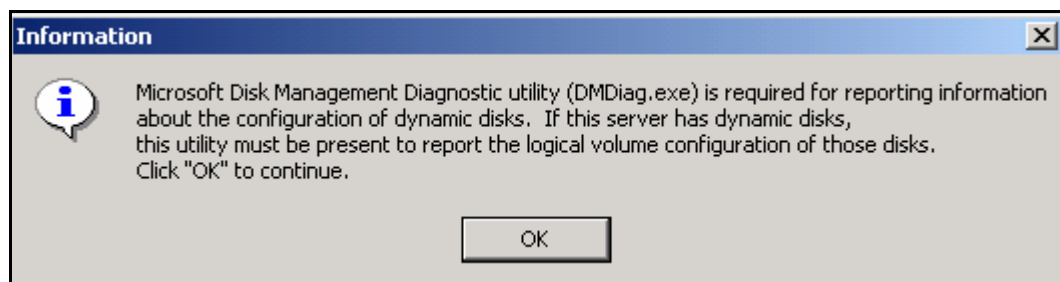 Information
Microsoft Disk Management Diagnostic utility (DMDiag.exe) is required for reporting information
about the configuration of dynamic disks.  If this server has dynamic disks,
this utility must be present to report the logical volume configuration of those disks.
Click "OK" to continue.
OK